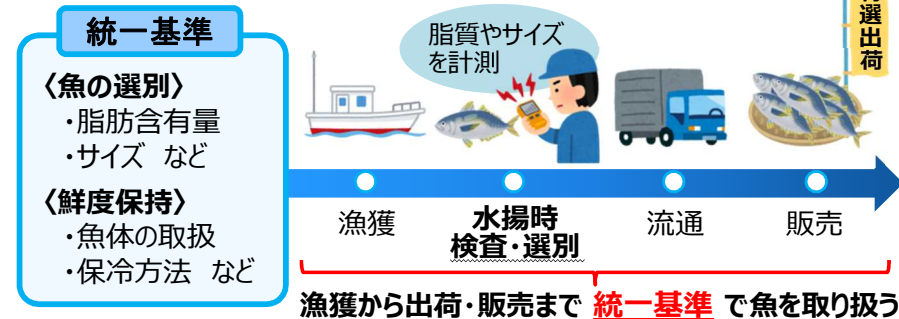 統一基準
〈魚の選別〉
・脂肪含有量
・サイズ など
〈鮮度保持〉
・魚体の取扱
・保冷方法 など
脂質やサイズ
を計測
選出荷
漁獲
水揚時
検査・選別
流通
販売
漁獲から出荷・販売まで 統一基準 で魚を取り扱う